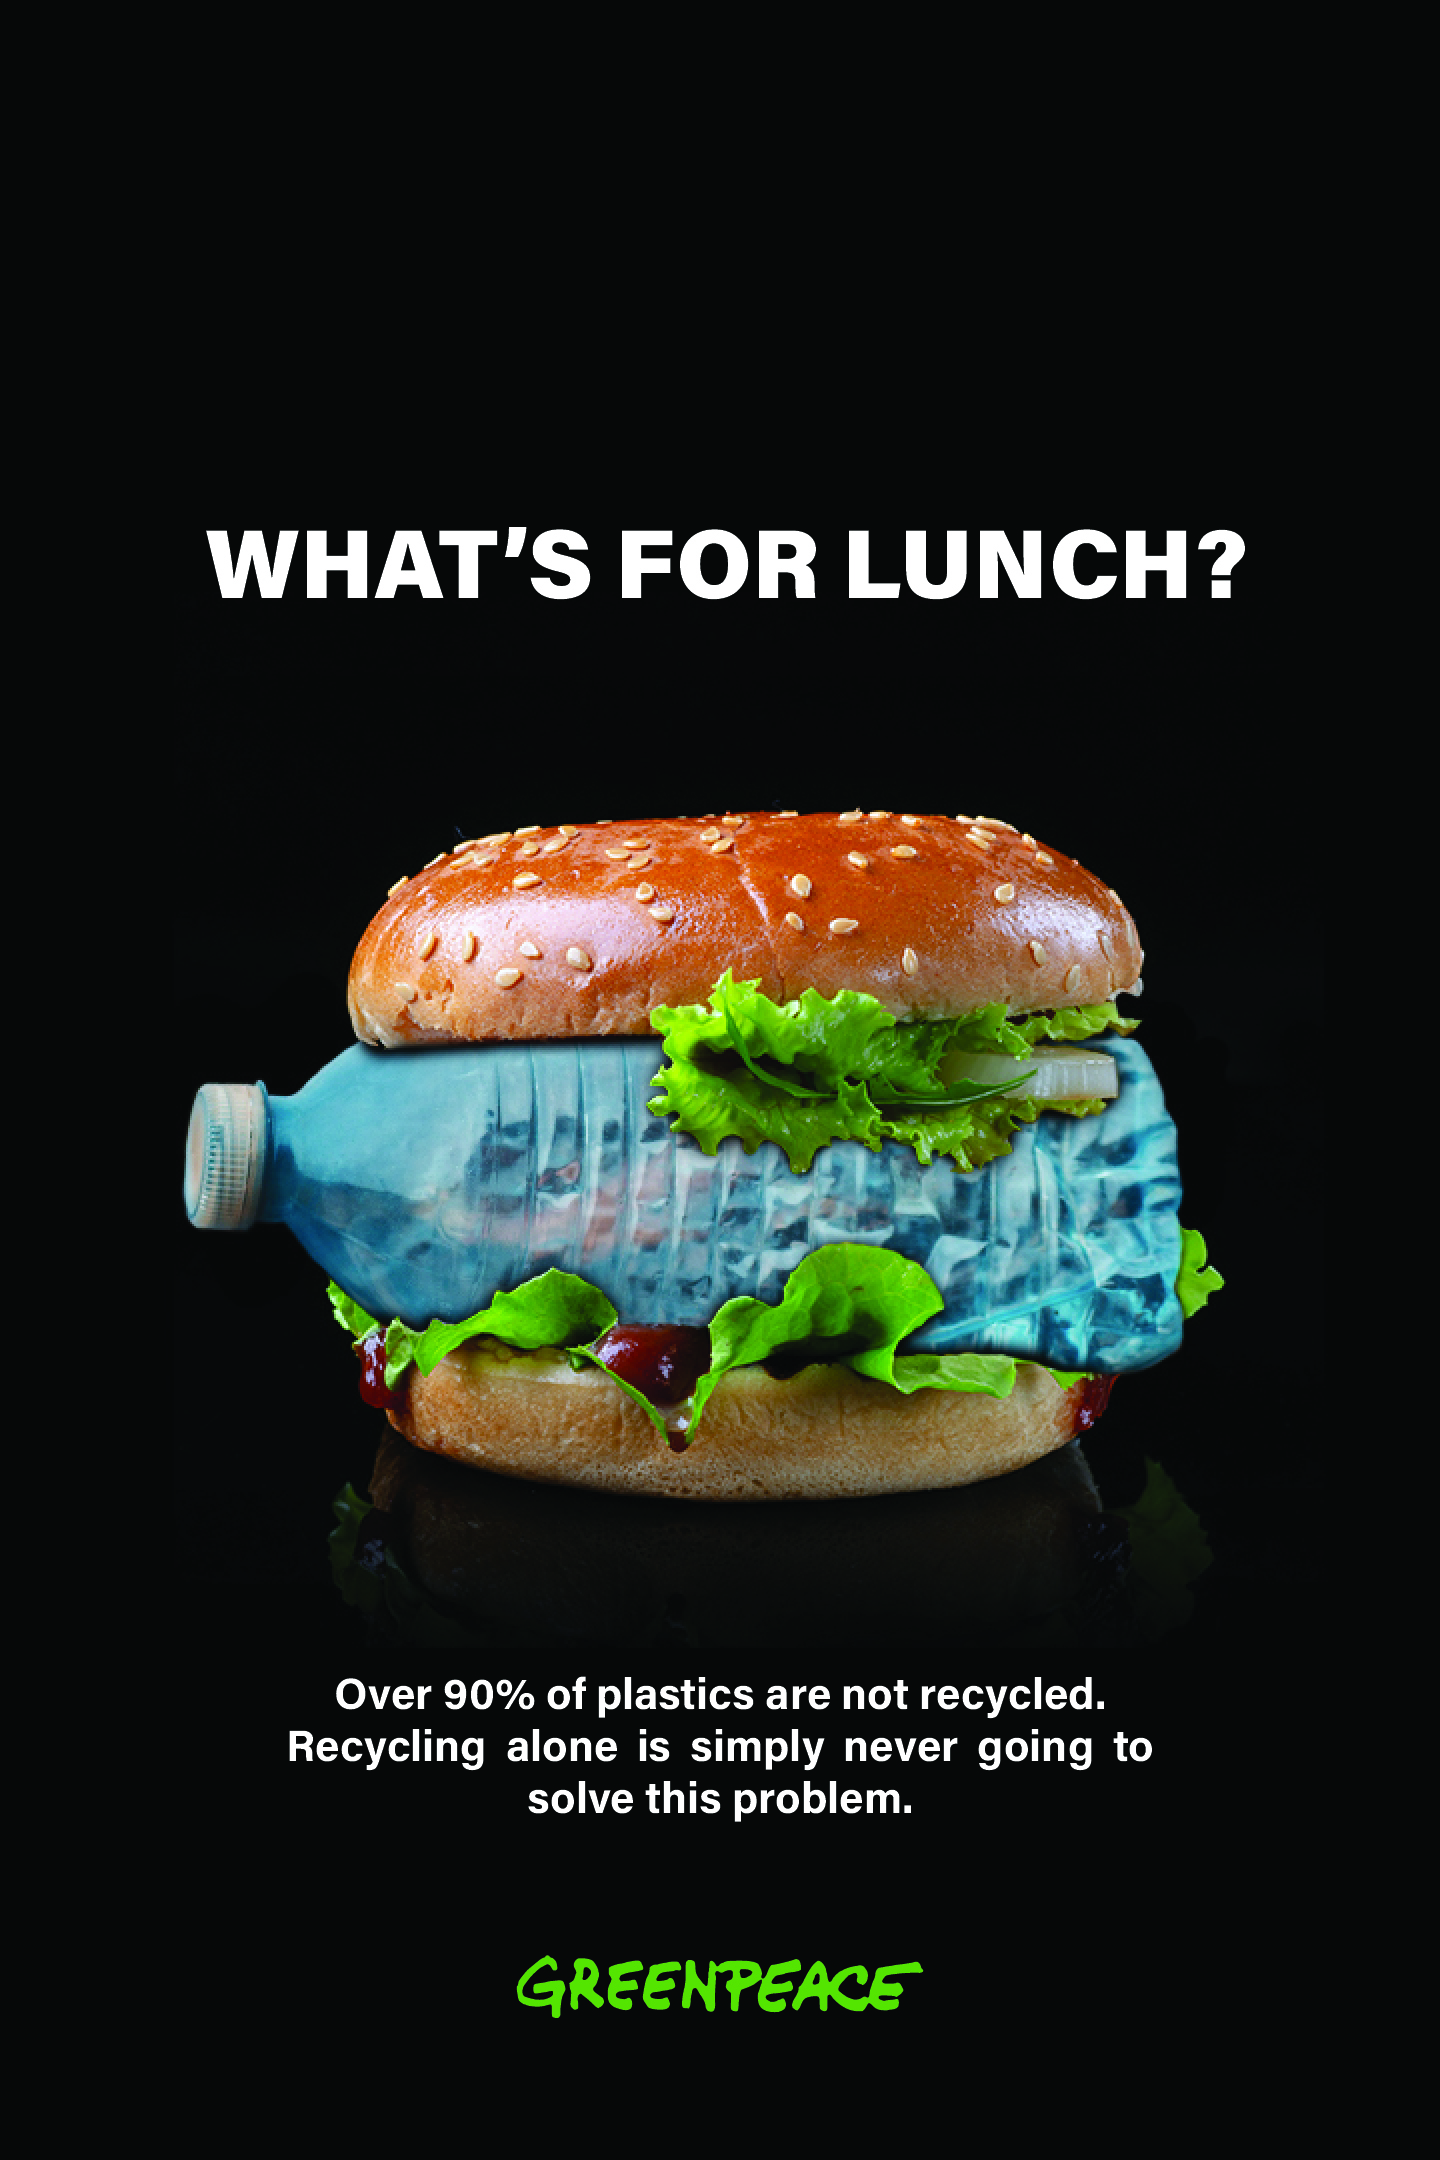 WHAT’S FOR LUNCH?
Over 90% of plastics are not recycled.
Recycling alone is simply never going to
solve this problem.
GREENPEACE